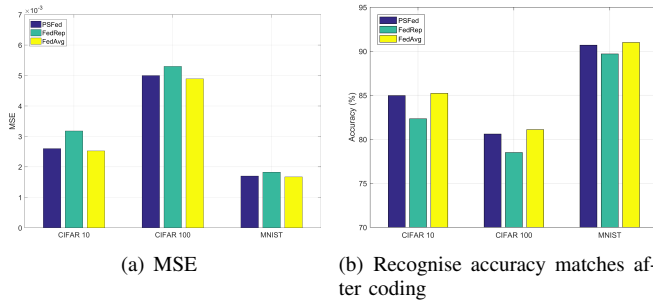 ×10⁻³
7
6
5
4
3
2
1
0
MSE
PSFed
FedRep
FedAvg
CIFAR 10 CIFAR 100 MNIST
(a) MSE
95
90
85
80
75
70
Accuracy (%)
PSFed
FedRep
FedAvg
CIFAR 10 CIFAR 100 MNIST
(b) Recognise accuracy matches af-
ter coding